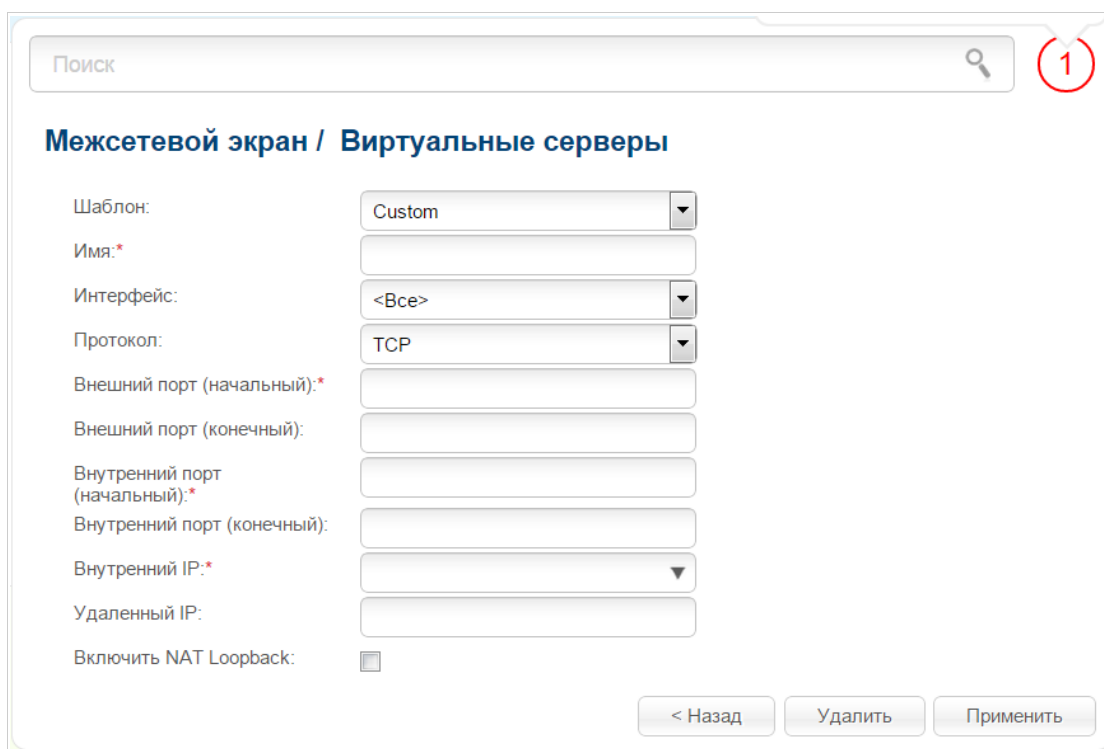 Поиск
1
Межсетевой экран / Виртуальные серверы
Шаблон: Custom
Имя:*
Интерфейс: <Все>
Протокол: TCP
Внешний порт (начальный):*
Внешний порт (конечный):
Внутренний порт
(начальный):*
Внутренний порт (конечный):
Внутренний IP:*
Удаленный IP:
Включить NAT Loopback:
< Назад Удалить Применить